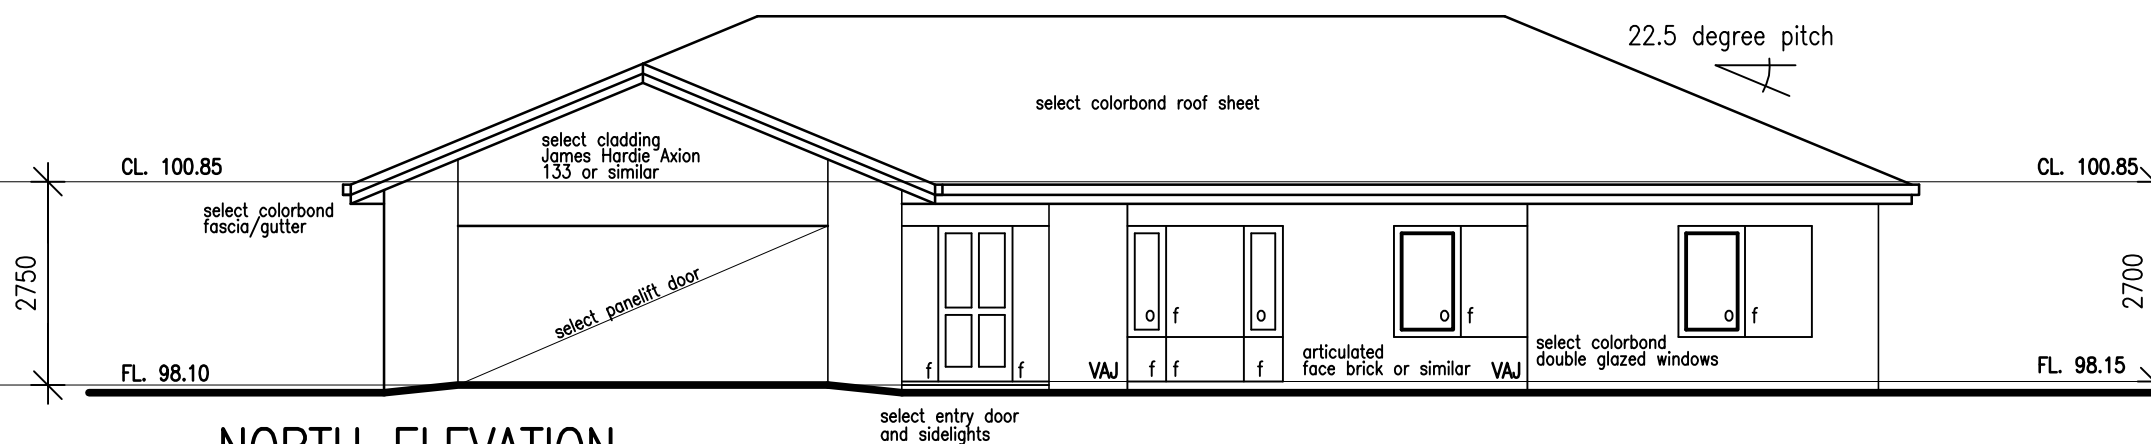 22.5 degree pitch
select colorbond roof sheet
select cladding
James Hardie Axion
133 or similar
CL. 100.85
CL. 100.85
select colorbond
fascia/gutter
2750
2700
select panelift door
o f
o
o f
o f
select colorbond
double glazed windows
articulated
face brick or similar
FL. 98.10
f
f
VAJ
f f
f
VAJ
FL. 98.15
select entry door
and sidelights
NORTH ELEVATION